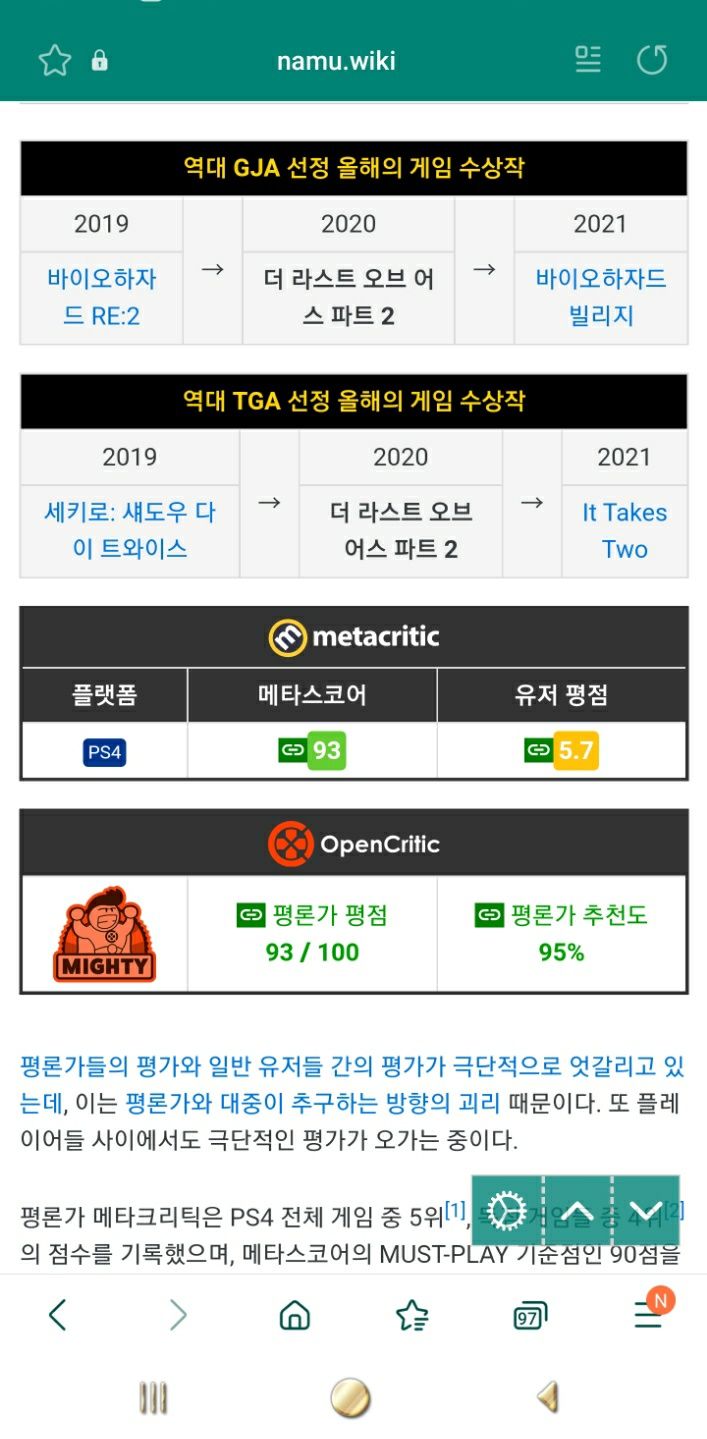 namu.wiki
역대 GJA 선정 올해의 게임 수상작
2019
2020
2021
바이오하자
드 RE:2
→
더 라스트 오브 어
스 파트 2
→
바이오하자드
빌리지
역대 TGA 선정 올해의 게임 수상작
2019
2020
2021
세키로: 섀도우 다
이 트와이스
→
더 라스트 오브
어스 파트 2
→
It Takes
Two
metacritic
플랫폼
메타스코어
유저 평점
PS4
93
5.7
OpenCritic
MIGHTY
평론가 평점
93 / 100
평론가 추천도
95%
평론가들의 평가와 일반 유저들 간의 평가가 극단적으로 엇갈리고 있
는데, 이는 평론가와 대중이 추구하는 방향의 괴리 때문이다. 또 플레
이어들 사이에서도 극단적인 평가가 오가는 중이다.
평론가 메타크리틱은 PS4 전체 게임 중 5위[1], 게임들 중 4위[2]
의 점수를 기록했으며, 메타스코어의 MUST-PLAY 기준점인 90점을
97
N